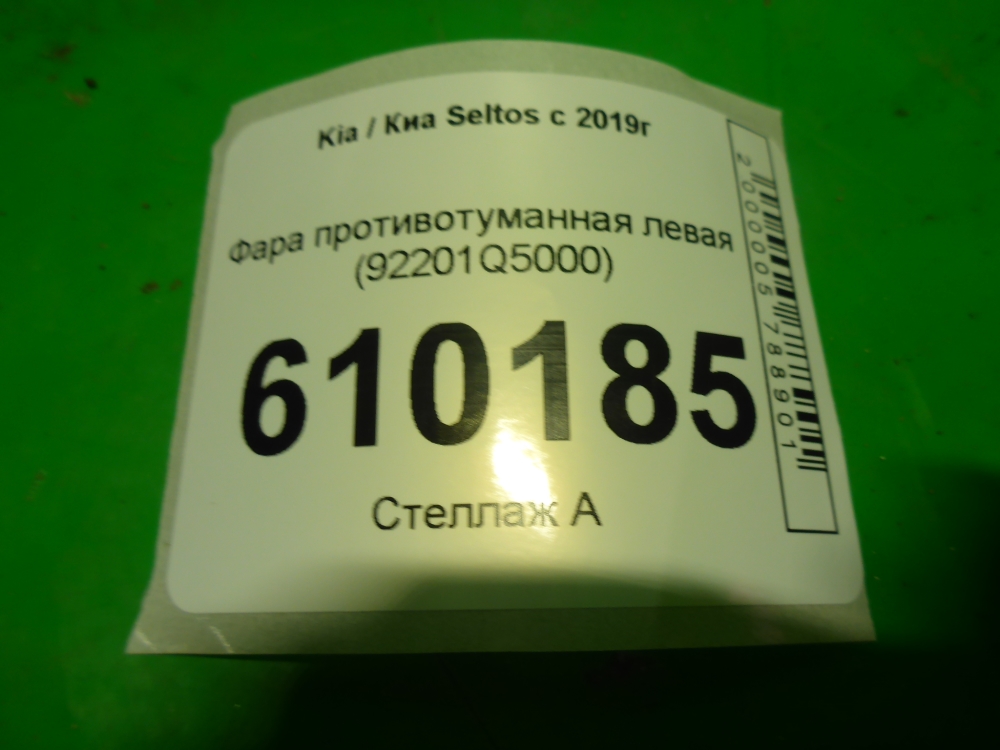 Kia / Киа Seltos с 2019г
Фара противотуманная левая
(92201Q5000)
610185
Стеллаж А
2000005788901